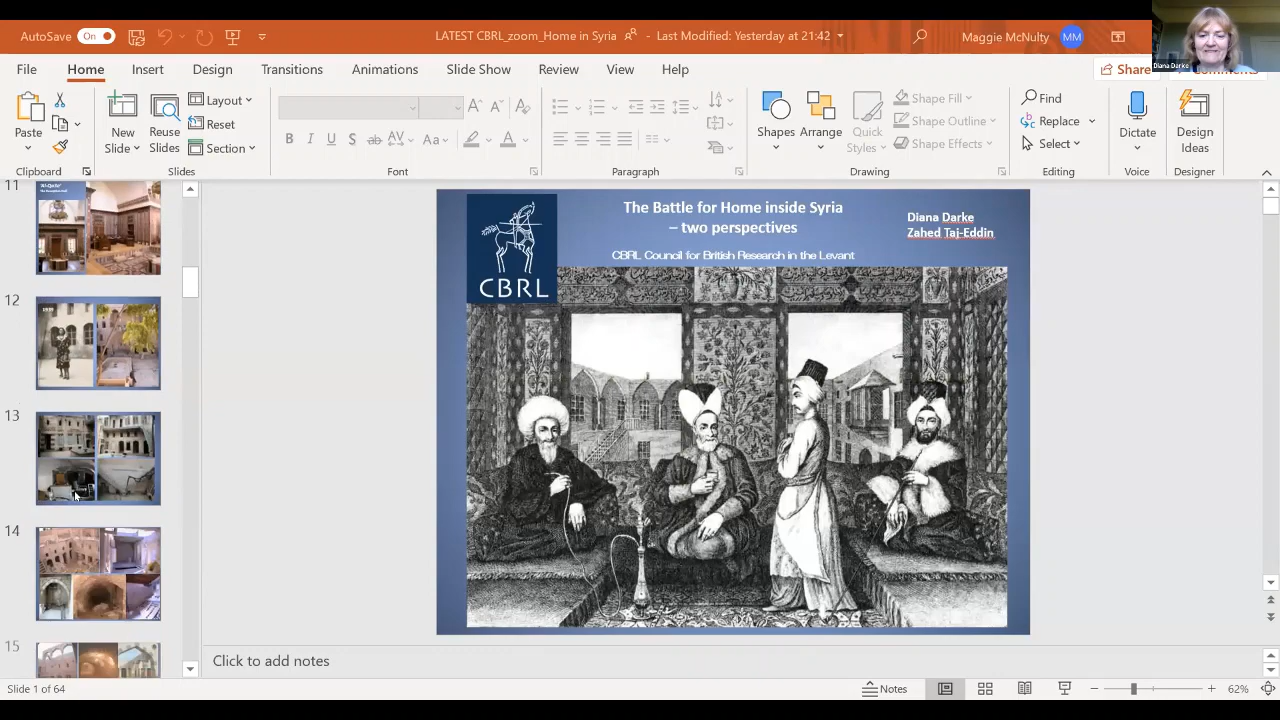 AutoSave On
LATEST CBRL_zoom_Home in Syria - Last Modified: Yesterday at 21:42
Maggie McNulty MM
Diana Darke
File Home Insert Design Transitions Animations Slide Show Review View Help
Share Comments
Paste
New Slide
Reuse Slides
Layout
Reset
Section
B I U S ab AV Aa A
Shapes
Arrange
Quick Styles
Shape Fill
Shape Outline
Shape Effects
Find
Replace
Select
Dictate
Design Ideas
Clipboard Slides Font Paragraph Drawing Editing Voice Designer
11
12
13
14
15
The Battle for Home inside Syria
– two perspectives
Diana Darke
Zahed Taj-Eddin
CBRL Council for British Research in the Levant
CBRL
Click to add notes
Slide 1 of 64
Notes
62%